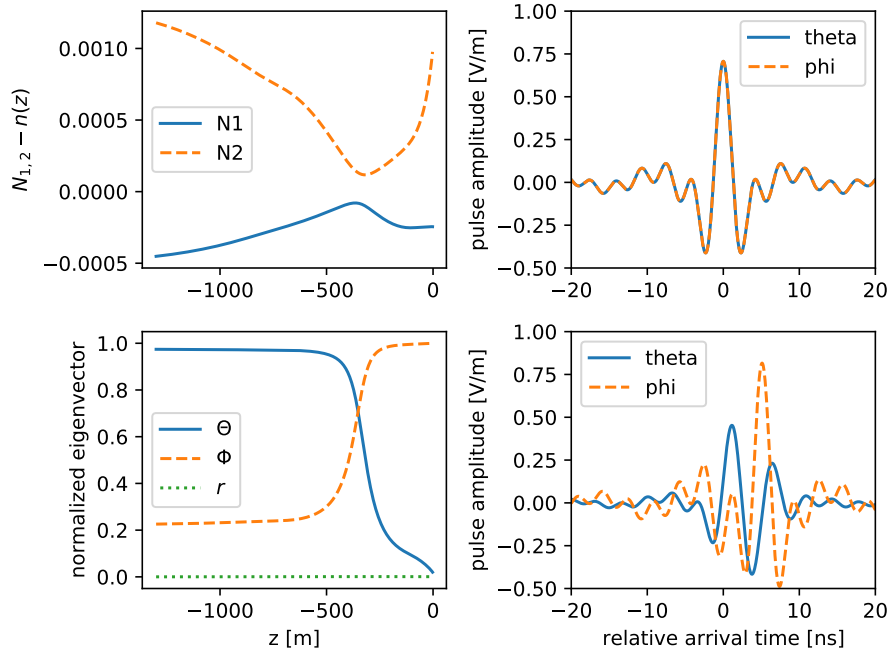 0.0010
0.0005
0.0000
−0.0005
N1,2 − n(z)
N1
N2
−1000
−500
0
1.00
0.75
0.50
0.25
0.00
−0.25
−0.50
pulse amplitude [V/m]
theta
phi
−20
−10
0
10
20
1.0
0.8
0.6
0.4
0.2
0.0
normalized eigenvector
Θ
Φ
r
−1000
−500
0
z [m]
1.00
0.75
0.50
0.25
0.00
−0.25
−0.50
pulse amplitude [V/m]
theta
phi
−20
−10
0
10
20
relative arrival time [ns]